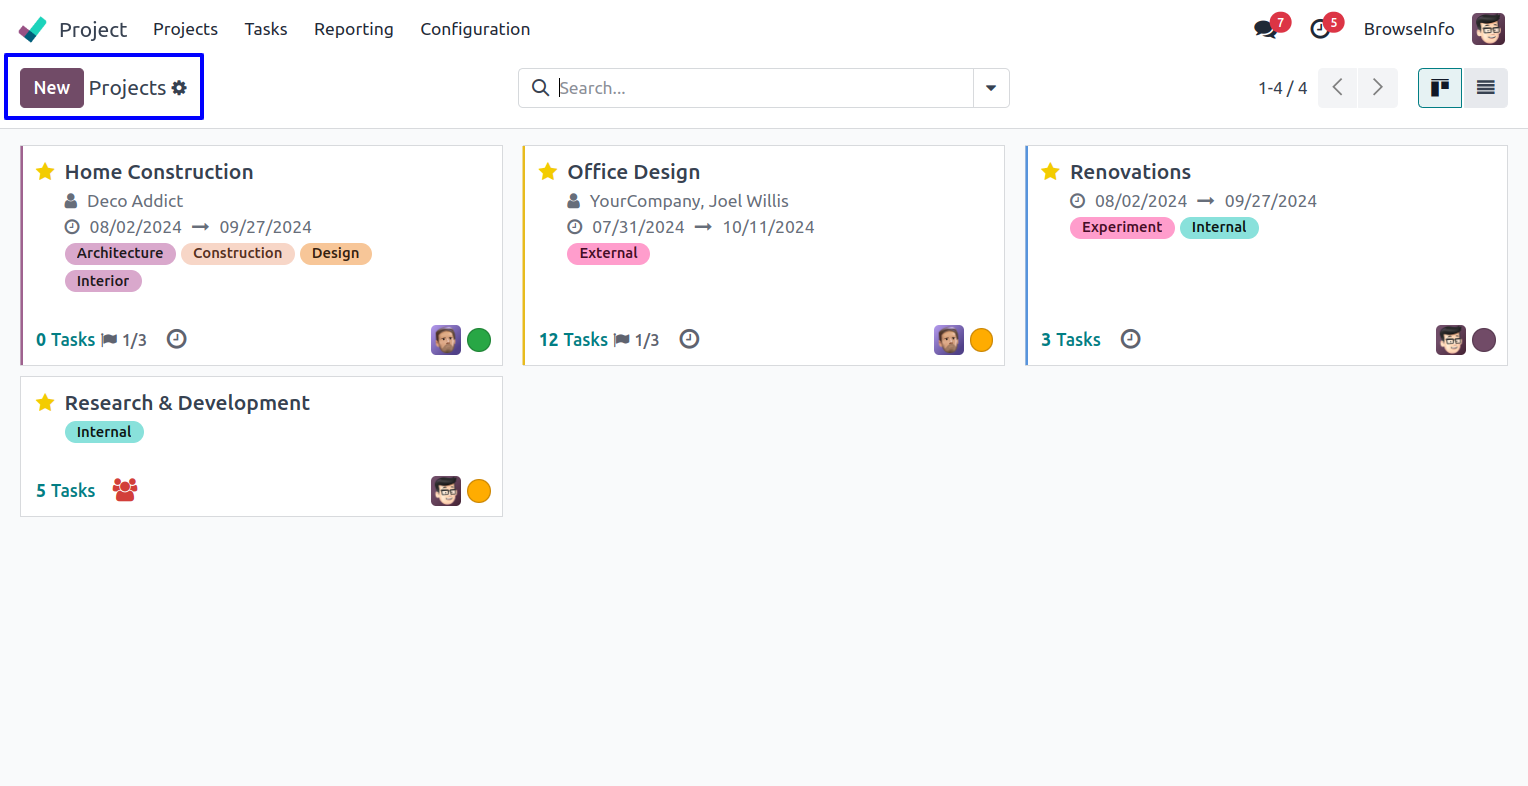 Project Projects Tasks Reporting Configuration 7 5 BrowseInfo
New Projects Search... 1-4 / 4
Home Construction
Deco Addict
08/02/2024 → 09/27/2024
Architecture Construction Design
Interior
0 Tasks 1/3
Office Design
YourCompany, Joel Willis
07/31/2024 → 10/11/2024
External
12 Tasks 1/3
Renovations
08/02/2024 → 09/27/2024
Experiment Internal
3 Tasks
Research & Development
Internal
5 Tasks